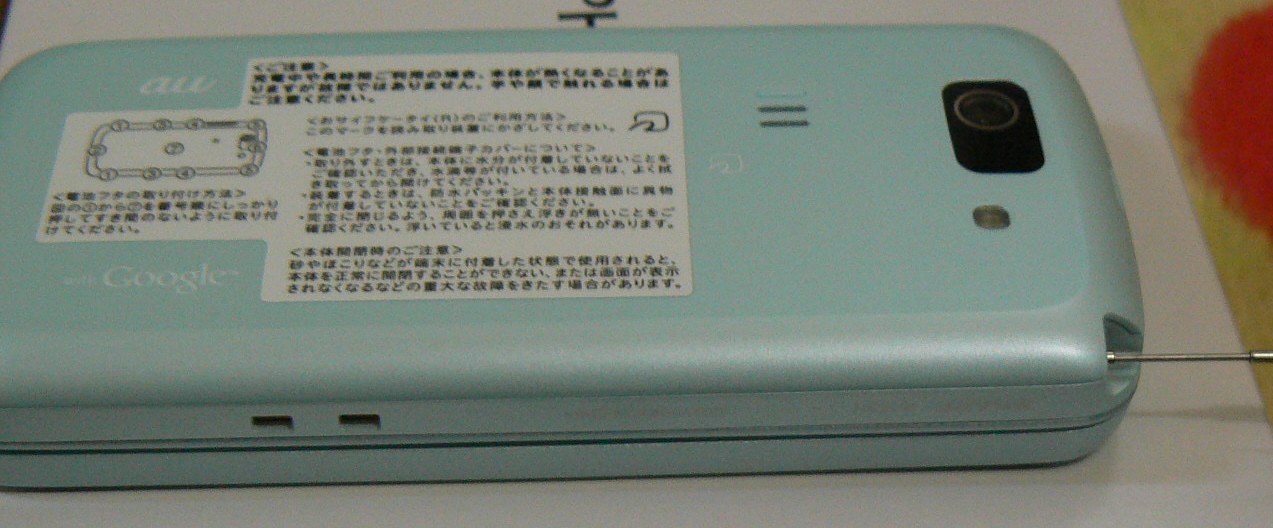 au
<ご注意>
充電中や長時間ご利用の場合、本体が熱くなることがあ
りますが故障ではありません。手や顔で触れる場合は
ご注意ください。
<おサイフケータイ(R)のご利用方法>
このマークを読み取り装置にかざしてください。
<電池フタ・外部接続端子カバーについて>
・取り外すときは、本体に水分が付着していないことを
ご確認いただき、水滴等が付いている場合は、よく拭
き取ってから開けてください。
・装着するときは、防水パッキンと本体接触面に異物
が付着していないことをご確認ください。
・完全に閉じるよう、周囲を押さえ浮きが無いことをご
確認ください。浮いていると浸水のおそれがあります。
<電池フタの取り付け方法>
図の①から⑦を番号順にしっかり
押してすき間のないように取り付
けてください。
<本体開閉時のご注意>
砂やほこりなどが端末に付着した状態で使用されると、
本体を正常に開閉することができない、または画面が表示
されなくなるなどの重大な故障をきたす場合があります。
with Google™